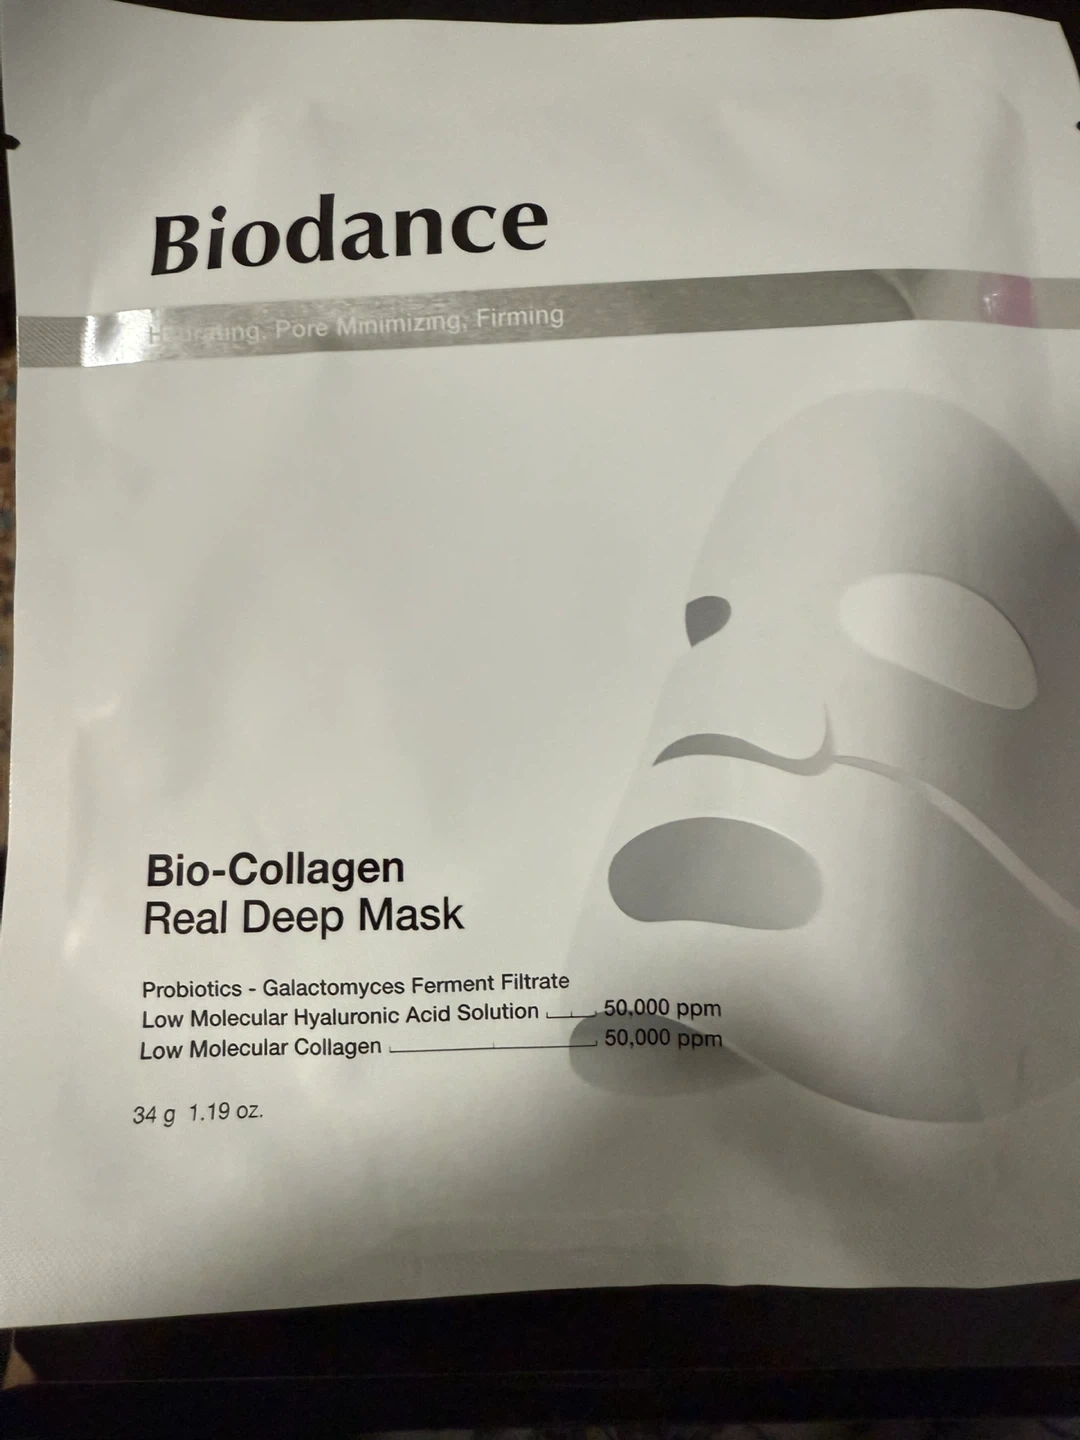 Biodance
Hydrating, Pore Minimizing, Firming
Bio-Collagen
Real Deep Mask
Probiotics - Galactomyces Ferment Filtrate
Low Molecular Hyaluronic Acid Solution 50,000 ppm
Low Molecular Collagen 50,000 ppm
34 g 1.19 oz.